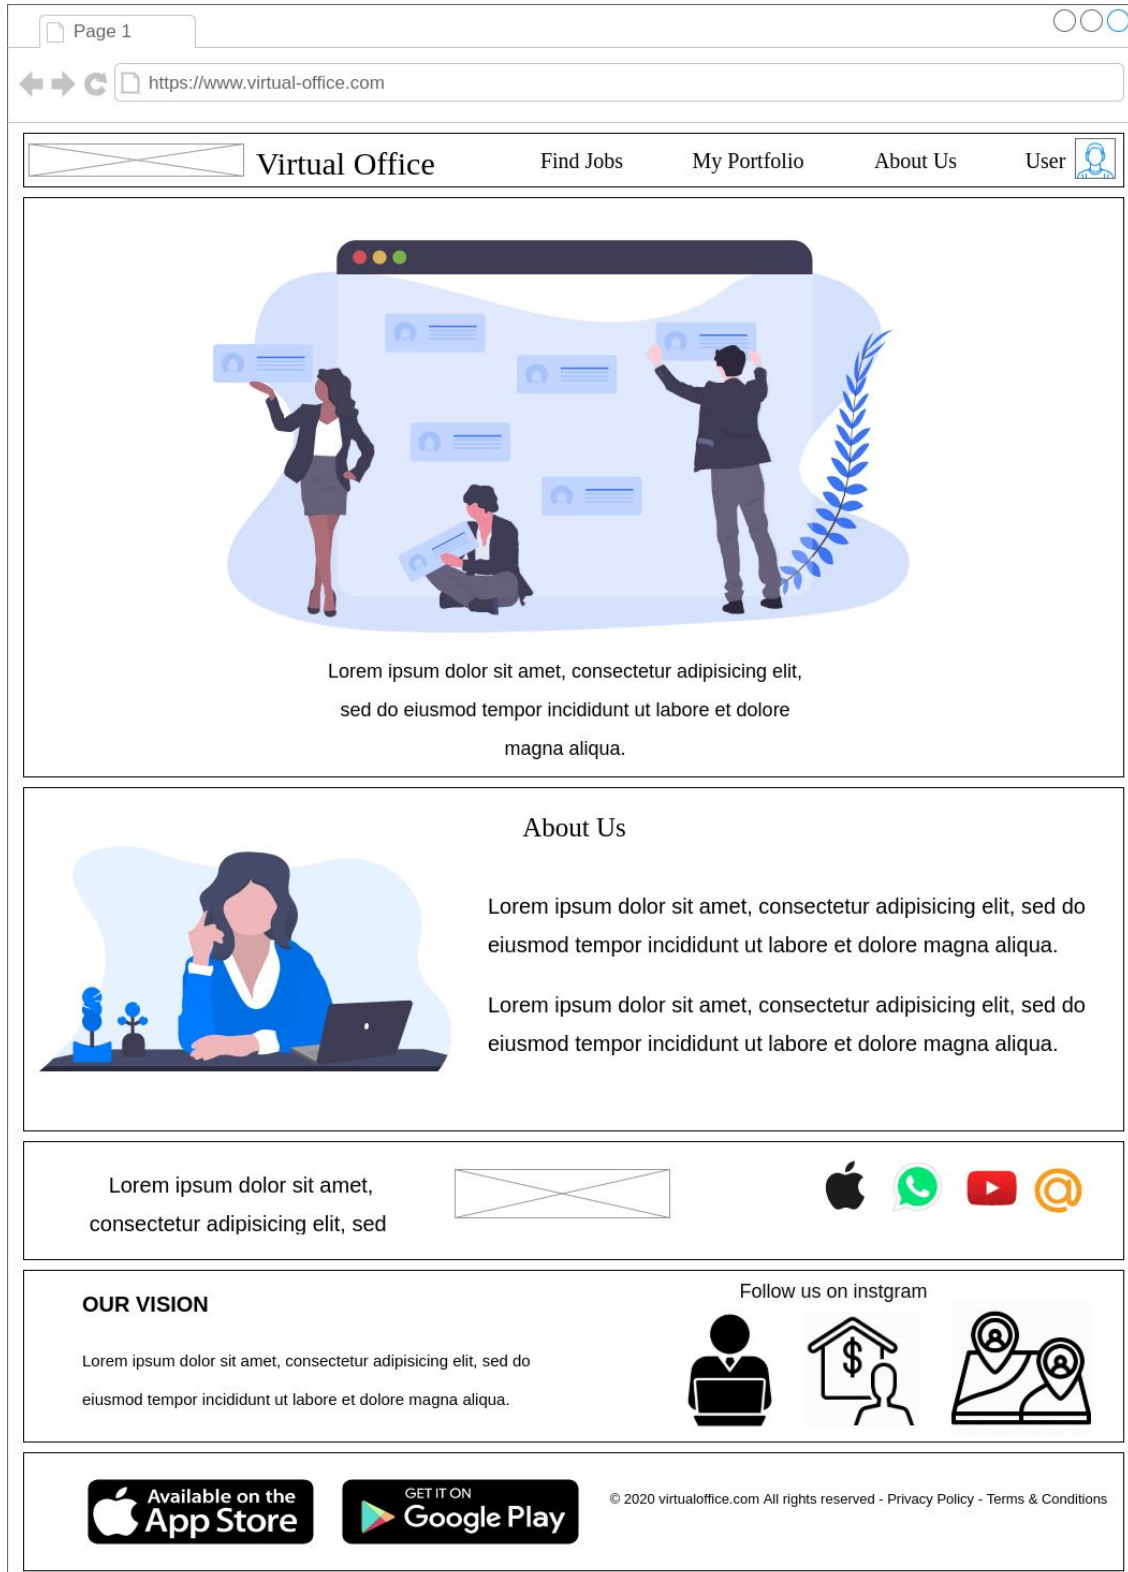 Page 1
https://www.virtual-office.com
Virtual Office
Find Jobs
My Portfolio
About Us
User
Lorem ipsum dolor sit amet, consectetur adipisicing elit,
sed do eiusmod tempor incididunt ut labore et dolore
magna aliqua.
About Us
Lorem ipsum dolor sit amet, consectetur adipisicing elit, sed do
eiusmod tempor incididunt ut labore et dolore magna aliqua.
Lorem ipsum dolor sit amet, consectetur adipisicing elit, sed do
eiusmod tempor incididunt ut labore et dolore magna aliqua.
Lorem ipsum dolor sit amet,
consectetur adipisicing elit, sed
OUR VISION
Lorem ipsum dolor sit amet, consectetur adipisicing elit, sed do
eiusmod tempor incididunt ut labore et dolore magna aliqua.
Follow us on instgram
$
Available on the
App Store
GET IT ON
Google Play
© 2020 virtualoffice.com All rights reserved - Privacy Policy - Terms & Conditions